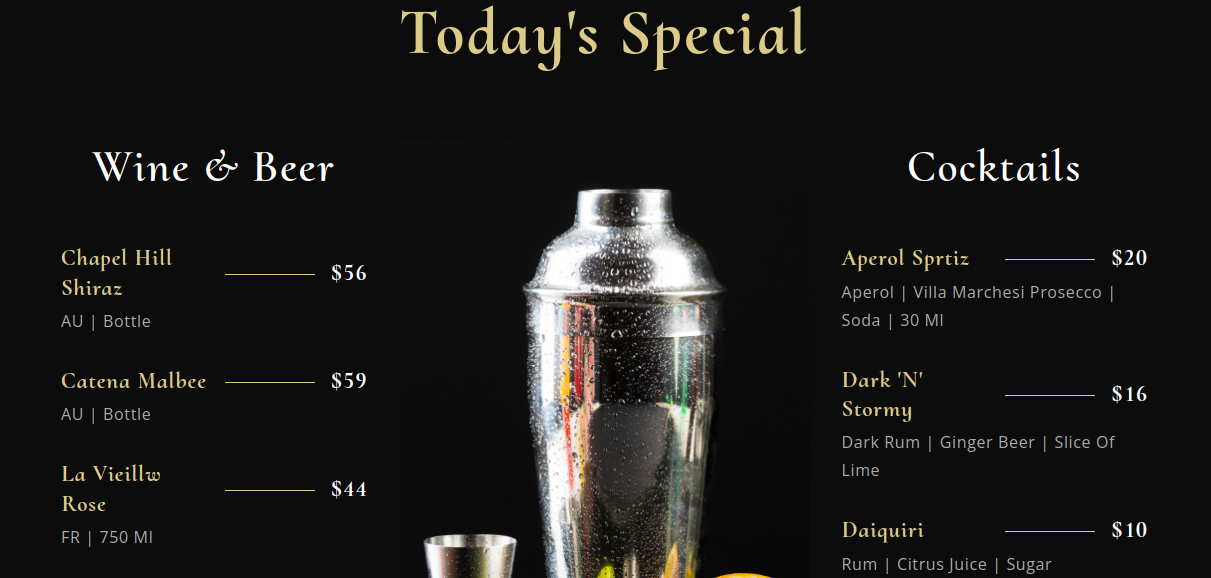 Today's Special
Wine & Beer
Chapel Hill
Shiraz
$56
AU | Bottle
Catena Malbee
$59
AU | Bottle
La Vieillw
Rose
$44
FR | 750 Ml
Cocktails
Aperol Sprtiz
$20
Aperol | Villa Marchesi Prosecco |
Soda | 30 Ml
Dark 'N'
Stormy
$16
Dark Rum | Ginger Beer | Slice Of
Lime
Daiquiri
$10
Rum | Citrus Juice | Sugar